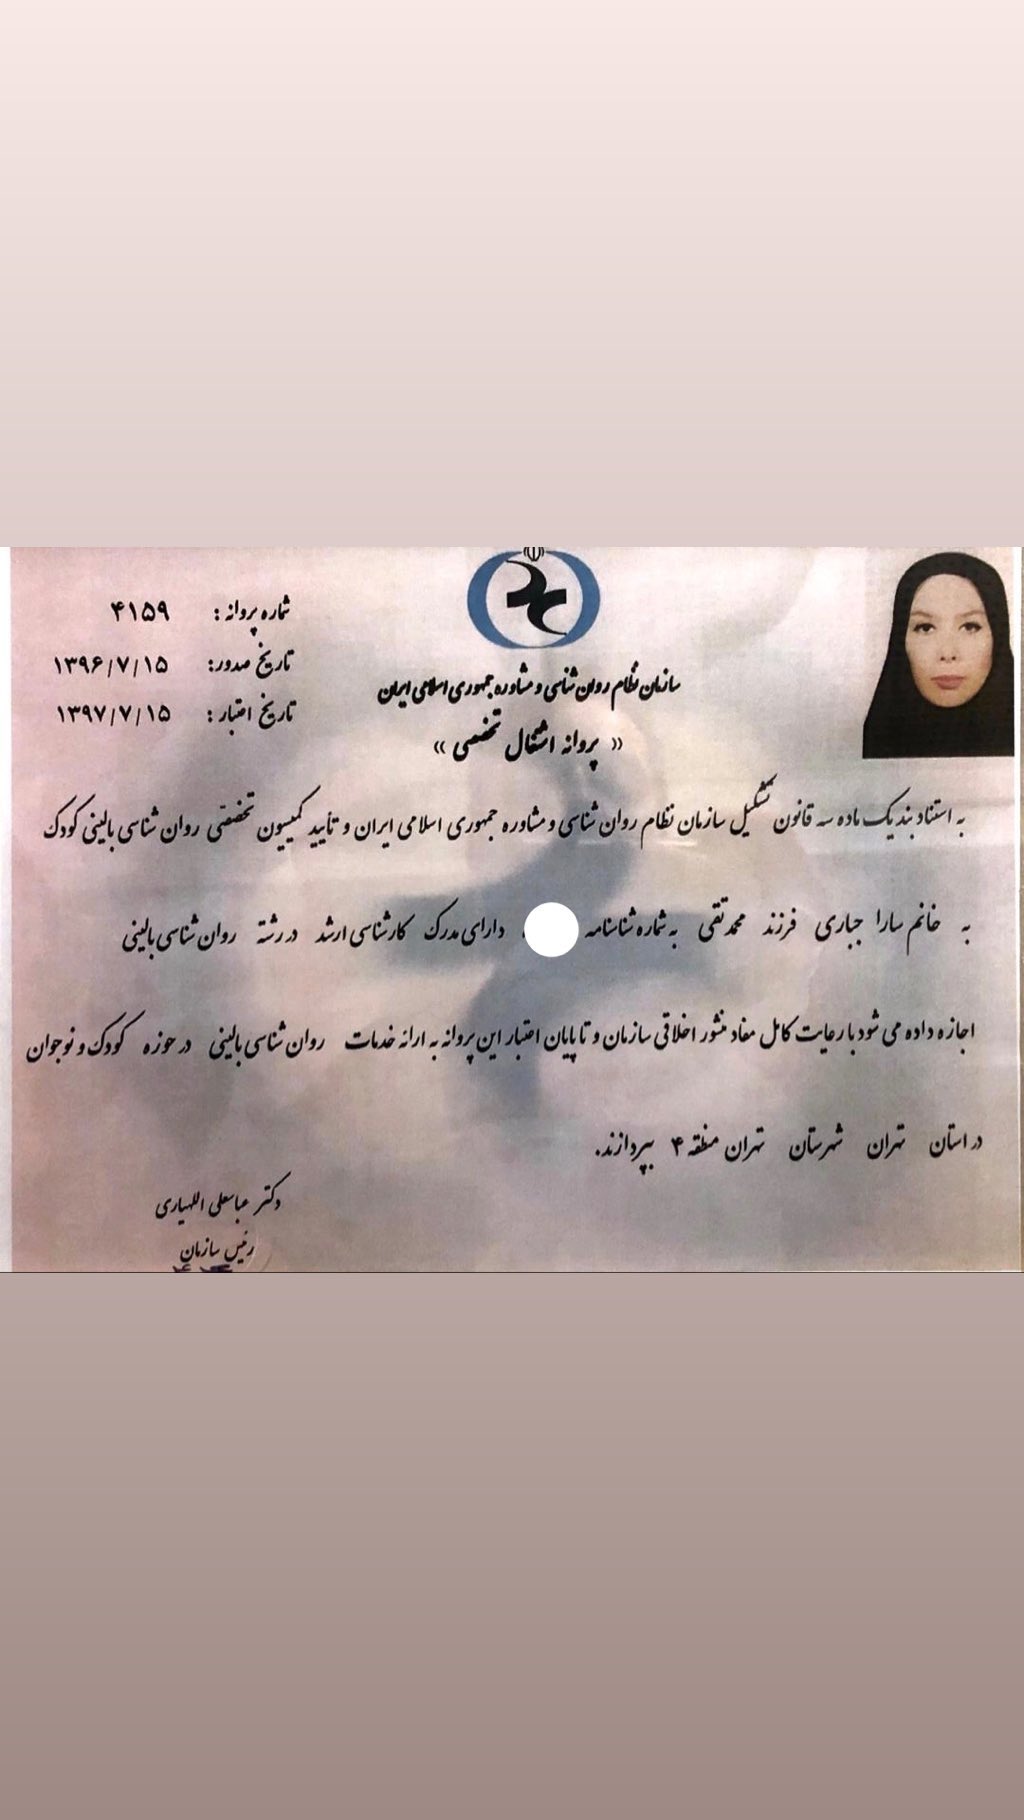 شماره پروانه : ۴۱۵۹
تاریخ صدور: ۱۳۹۶/۷/۱۵
تاریخ اعتبار : ۱۳۹۷/۷/۱۵
سازمان نظام روان شناسی و مشاوره جمهوری اسلامی ایران
« پروانه اشتغال تخصصی »
به استناد بند یک ماده سه قانون تشکیل سازمان نظام روان شناسی و مشاوره جمهوری اسلامی ایران و تأیید کمیسیون تخصصی روان شناسی بالینی کودک
به خانم سارا جباری فرزند محمدتقی به شماره شناسنامه دارای مدرک کارشناسی ارشد در رشته روان شناسی بالینی
اجازه داده می شود با رعایت کامل مفاد منشور اخلاقی سازمان و تا پایان اعتبار این پروانه به ارائه خدمات روان شناسی بالینی در حوزه کودک و نوجوان
در استان تهران شهرستان تهران منطقه ۴ بپردازند.
دکتر عباسعلی اللهیاری
رئیس سازمان